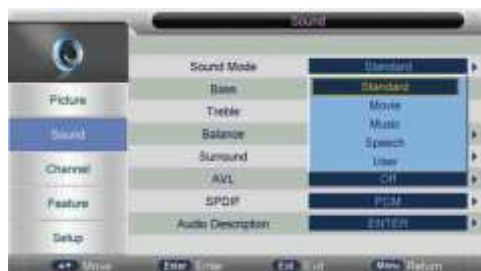 Sound
Sound Mode Standard
Bass Standard
Picture
Treble Movie
Music
Sound
Balance Speech
Surround User
Channel
AVL Off
Feature
SPDIF PCM
Audio Description ENTER
Setup
Move Enter Enter Exit Exit Menu Return